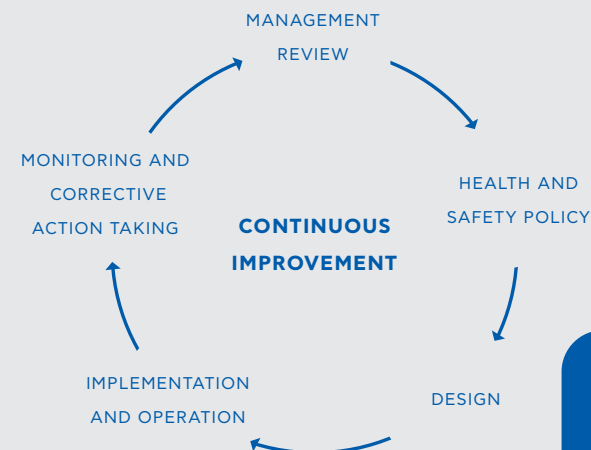 MANAGEMENT
REVIEW
HEALTH AND
SAFETY POLICY
DESIGN
IMPLEMENTATION
AND OPERATION
MONITORING AND
CORRECTIVE
ACTION TAKING
CONTINUOUS
IMPROVEMENT